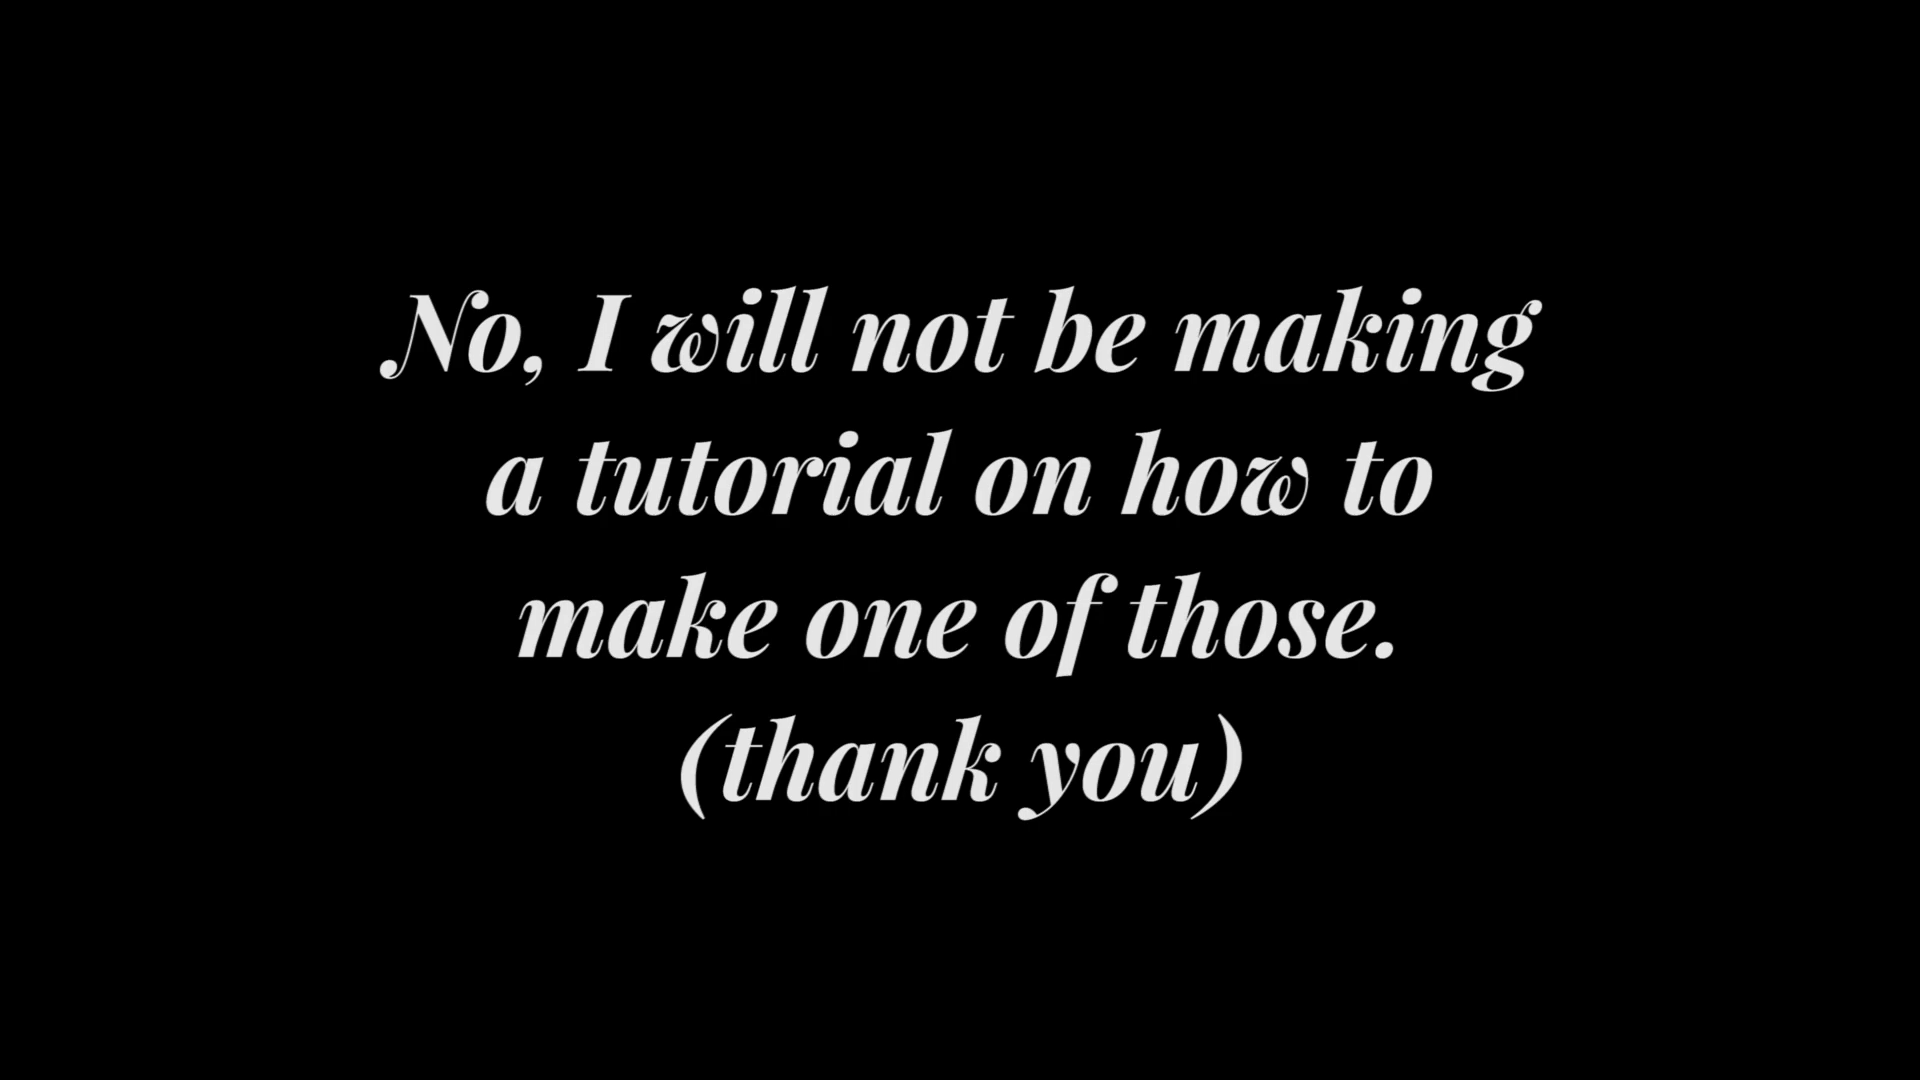 No, I will not be making
a tutorial on how to
make one of those.
(thank you)